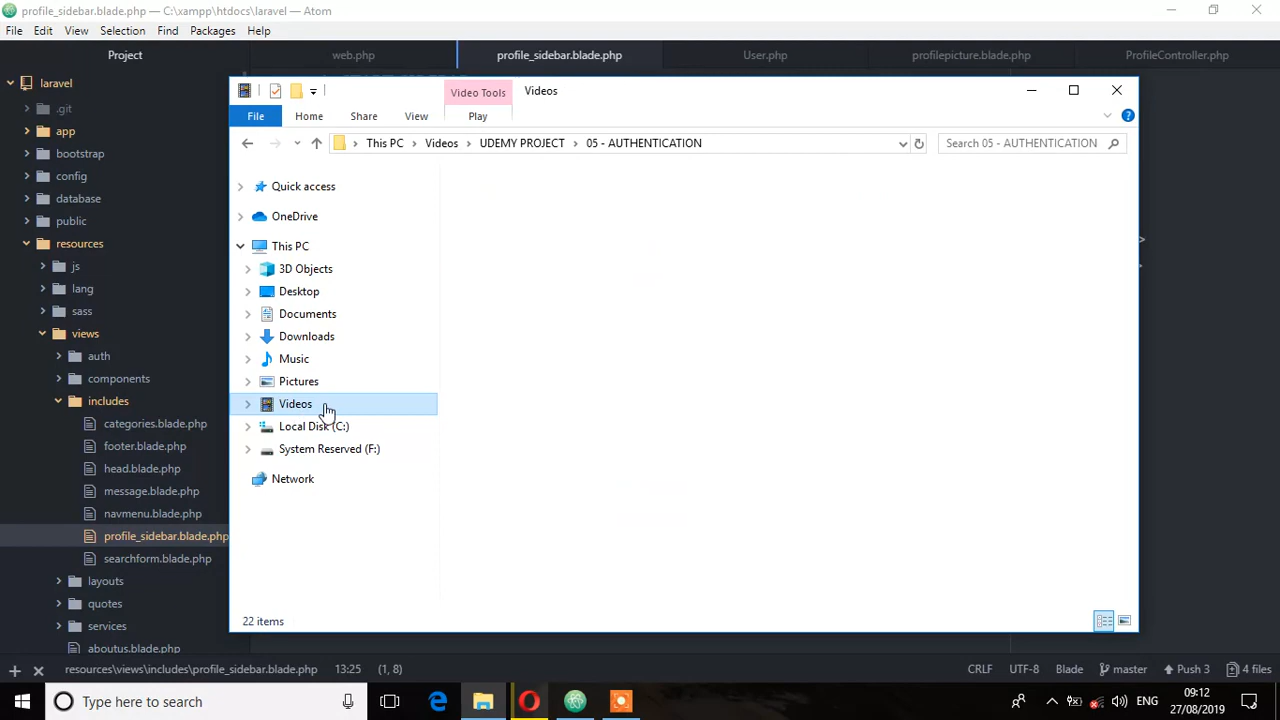 profile_sidebar.blade.php — C:\xampp\htdocs\laravel — Atom
File Edit View Selection Find Packages Help
Project
web.php
profile_sidebar.blade.php
User.php
profilepicture.blade.php
ProfileController.php
laravel
.git
app
bootstrap
config
database
public
resources
js
lang
sass
views
auth
components
includes
categories.blade.php
footer.blade.php
head.blade.php
message.blade.php
navmenu.blade.php
profile_sidebar.blade.php
searchform.blade.php
layouts
quotes
services
aboutus.blade.php
Video Tools
Videos
File
Home
Share
View
Play
This PC
Videos
UDEMY PROJECT
05 - AUTHENTICATION
Search 05 - AUTHENTICATION
Quick access
OneDrive
This PC
3D Objects
Desktop
Documents
Downloads
Music
Pictures
Videos
Local Disk (C:)
System Reserved (F:)
Network
22 items
resources\views\includes\profile_sidebar.blade.php 13:25 (1, 8)
CRLF UTF-8 Blade master Push 3 4 files
Type here to search
ENG
09:12
27/08/2019